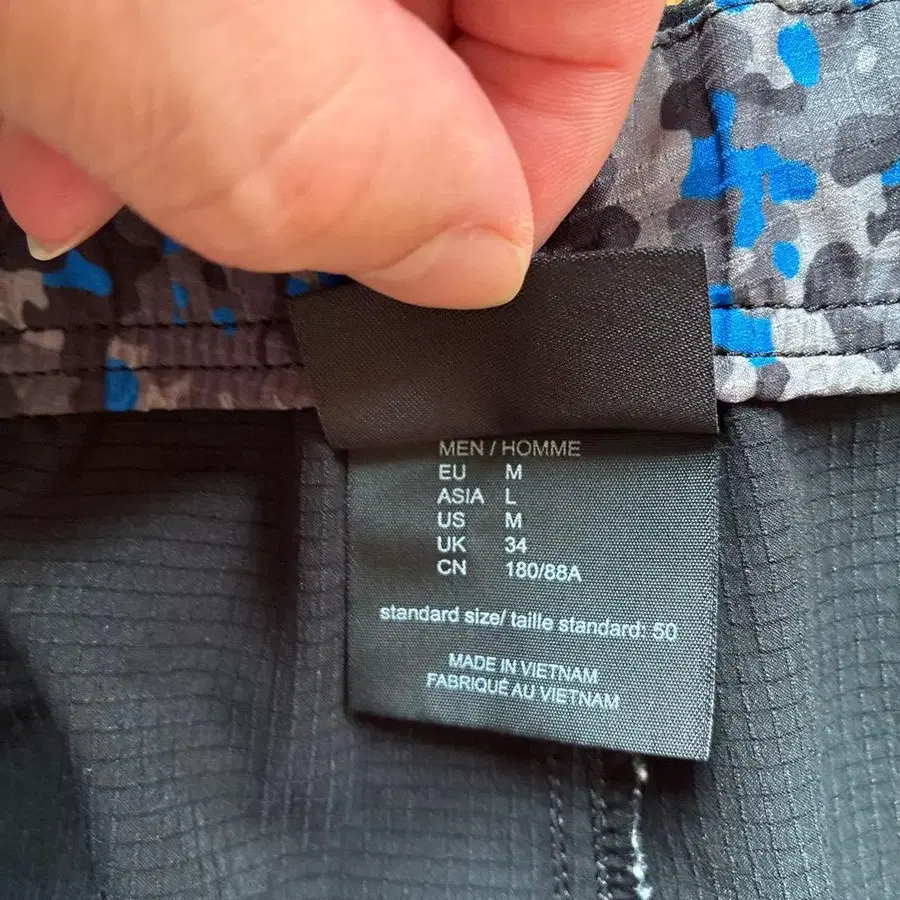 MEN / HOMME
EU M
ASIA L
US M
UK 34
CN 180/88A
standard size/ taille standard: 50
MADE IN VIETNAM
FABRIQUÉ AU VIETNAM